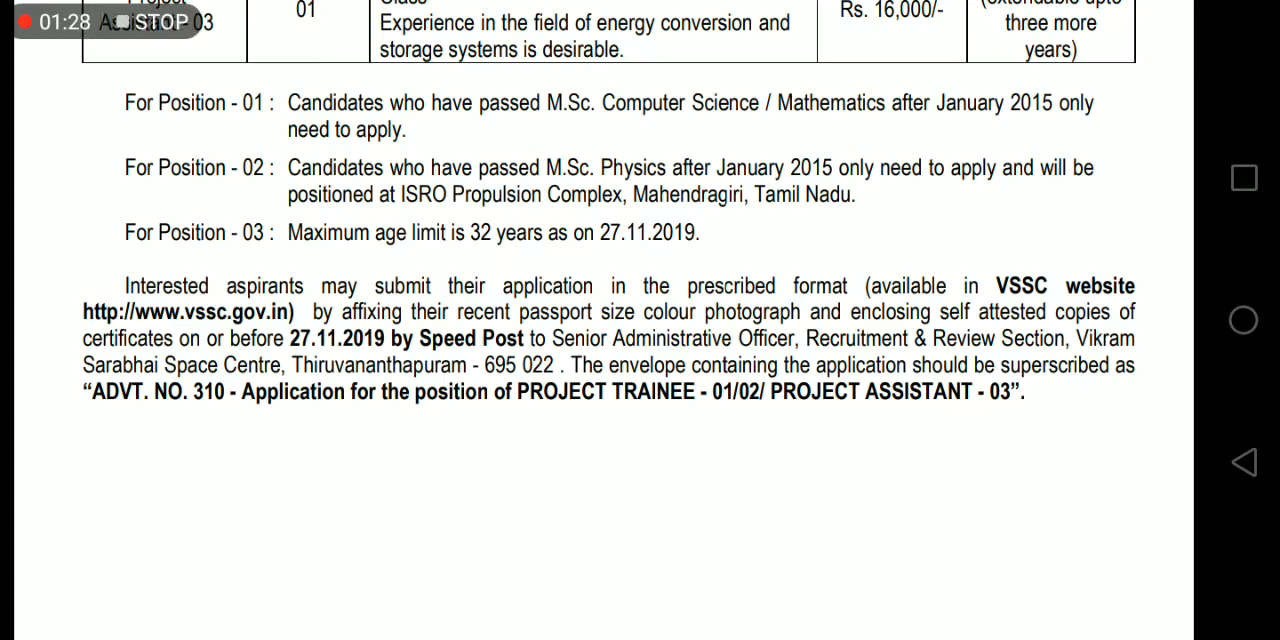 01:28 STOP
Assistant - 03
01
Experience in the field of energy conversion and
storage systems is desirable.
Rs. 16,000/-
(extendable upto
three more
years)
For Position - 01 : Candidates who have passed M.Sc. Computer Science / Mathematics after January 2015 only
need to apply.
For Position - 02 : Candidates who have passed M.Sc. Physics after January 2015 only need to apply and will be
positioned at ISRO Propulsion Complex, Mahendragiri, Tamil Nadu.
For Position - 03 : Maximum age limit is 32 years as on 27.11.2019.
Interested aspirants may submit their application in the prescribed format (available in VSSC website
http://www.vssc.gov.in) by affixing their recent passport size colour photograph and enclosing self attested copies of
certificates on or before 27.11.2019 by Speed Post to Senior Administrative Officer, Recruitment & Review Section, Vikram
Sarabhai Space Centre, Thiruvananthapuram - 695 022 . The envelope containing the application should be superscribed as
“ADVT. NO. 310 - Application for the position of PROJECT TRAINEE - 01/02/ PROJECT ASSISTANT - 03”.